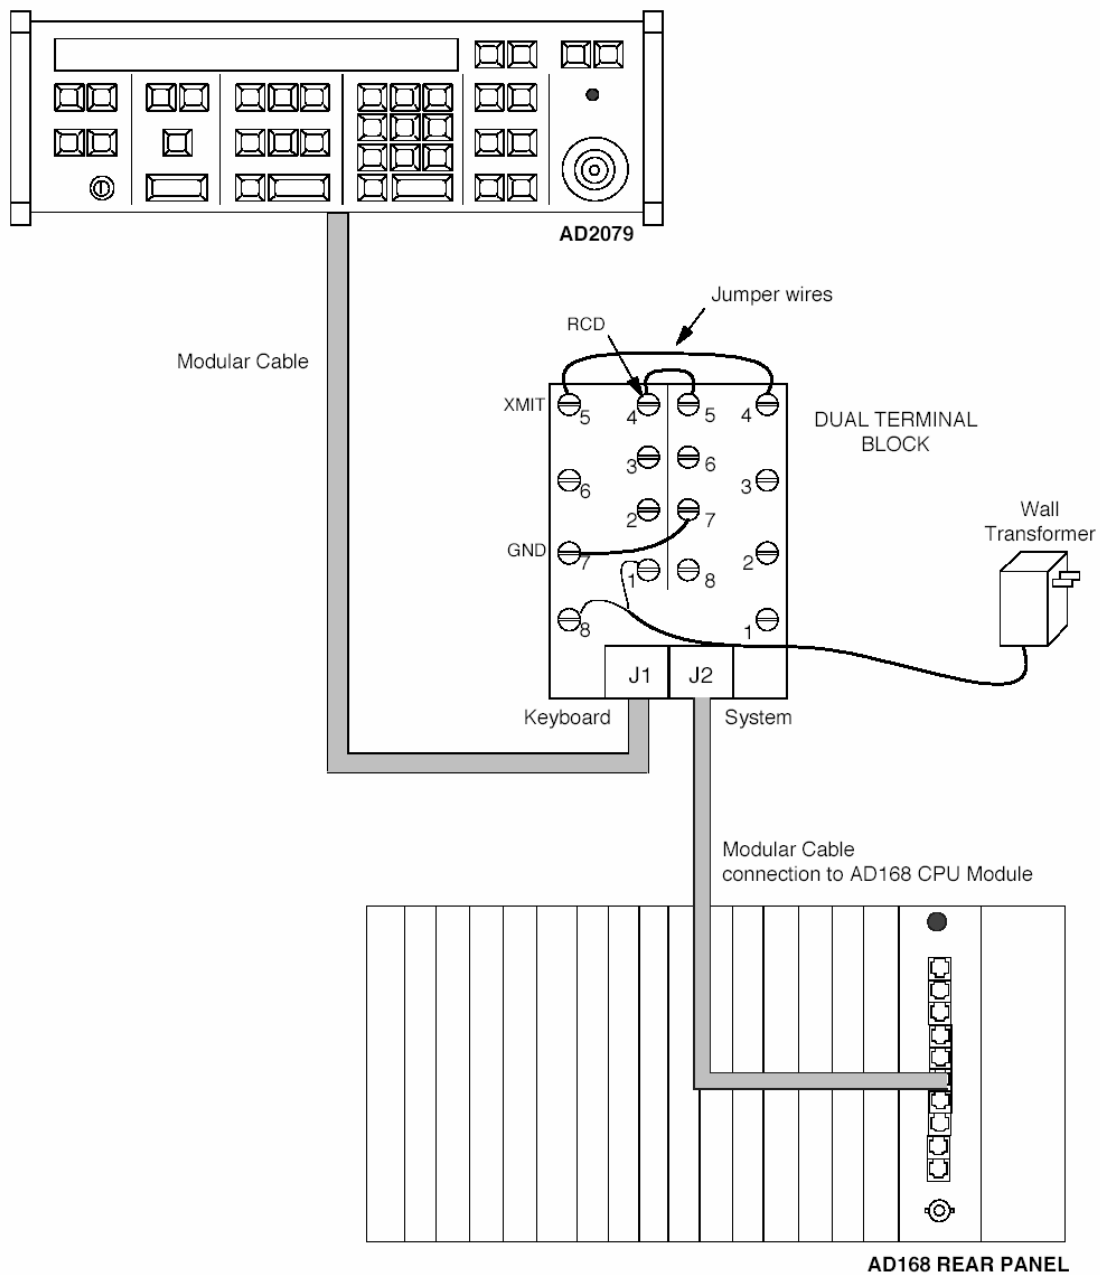 AD2079
Jumper wires
RCD
Modular Cable
XMIT
5
4
5
4
DUAL TERMINAL
BLOCK
3
6
6
3
2
7
Wall
Transformer
GND
7
2
1
8
8
1
J1
J2
Keyboard
System
Modular Cable
connection to AD168 CPU Module
AD168 REAR PANEL